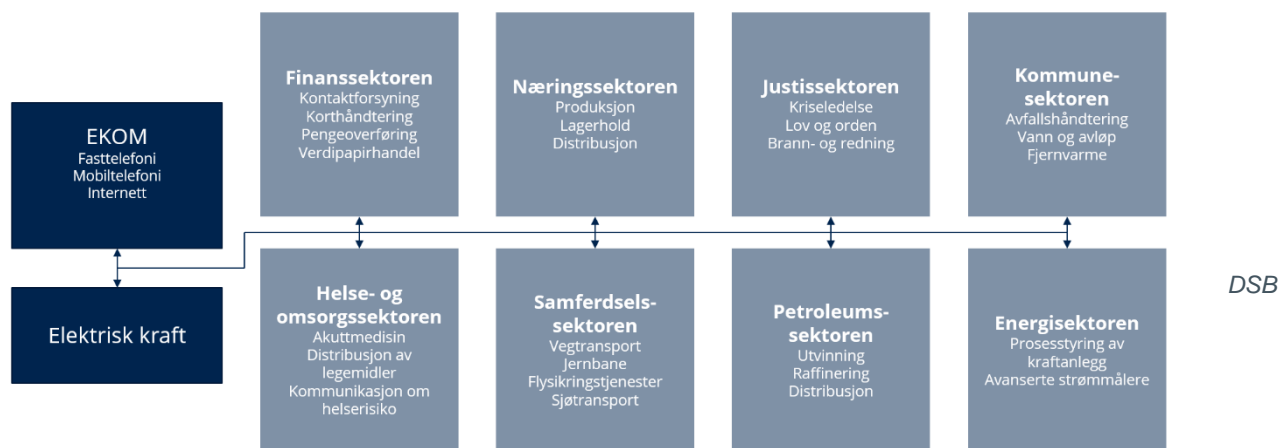 EKOM
Fasttelefoni
Mobiltelefoni
Internett
Elektrisk kraft
Finanssektoren
Kontaktforsyning
Korthåndtering
Pengeoverføring
Verdipapirhandel
Næringssektoren
Produksjon
Lagerhold
Distribusjon
Justissektoren
Kriseledelse
Lov og orden
Brann- og redning
Kommune-
sektoren
Avfallshåndtering
Vann og avløp
Fjernvarme
Helse- og
omsorgssektoren
Akuttmedisin
Distribusjon av
legemidler
Kommunikasjon om
helserisiko
Samferdsels-
sektoren
Vegtransport
Jernbane
Flysikringstjenester
Sjøtransport
Petroleums-
sektoren
Utvinning
Raffinering
Distribusjon
Energisektoren
Prosesstyring av
kraftanlegg
Avanserte strømmålere
DSB